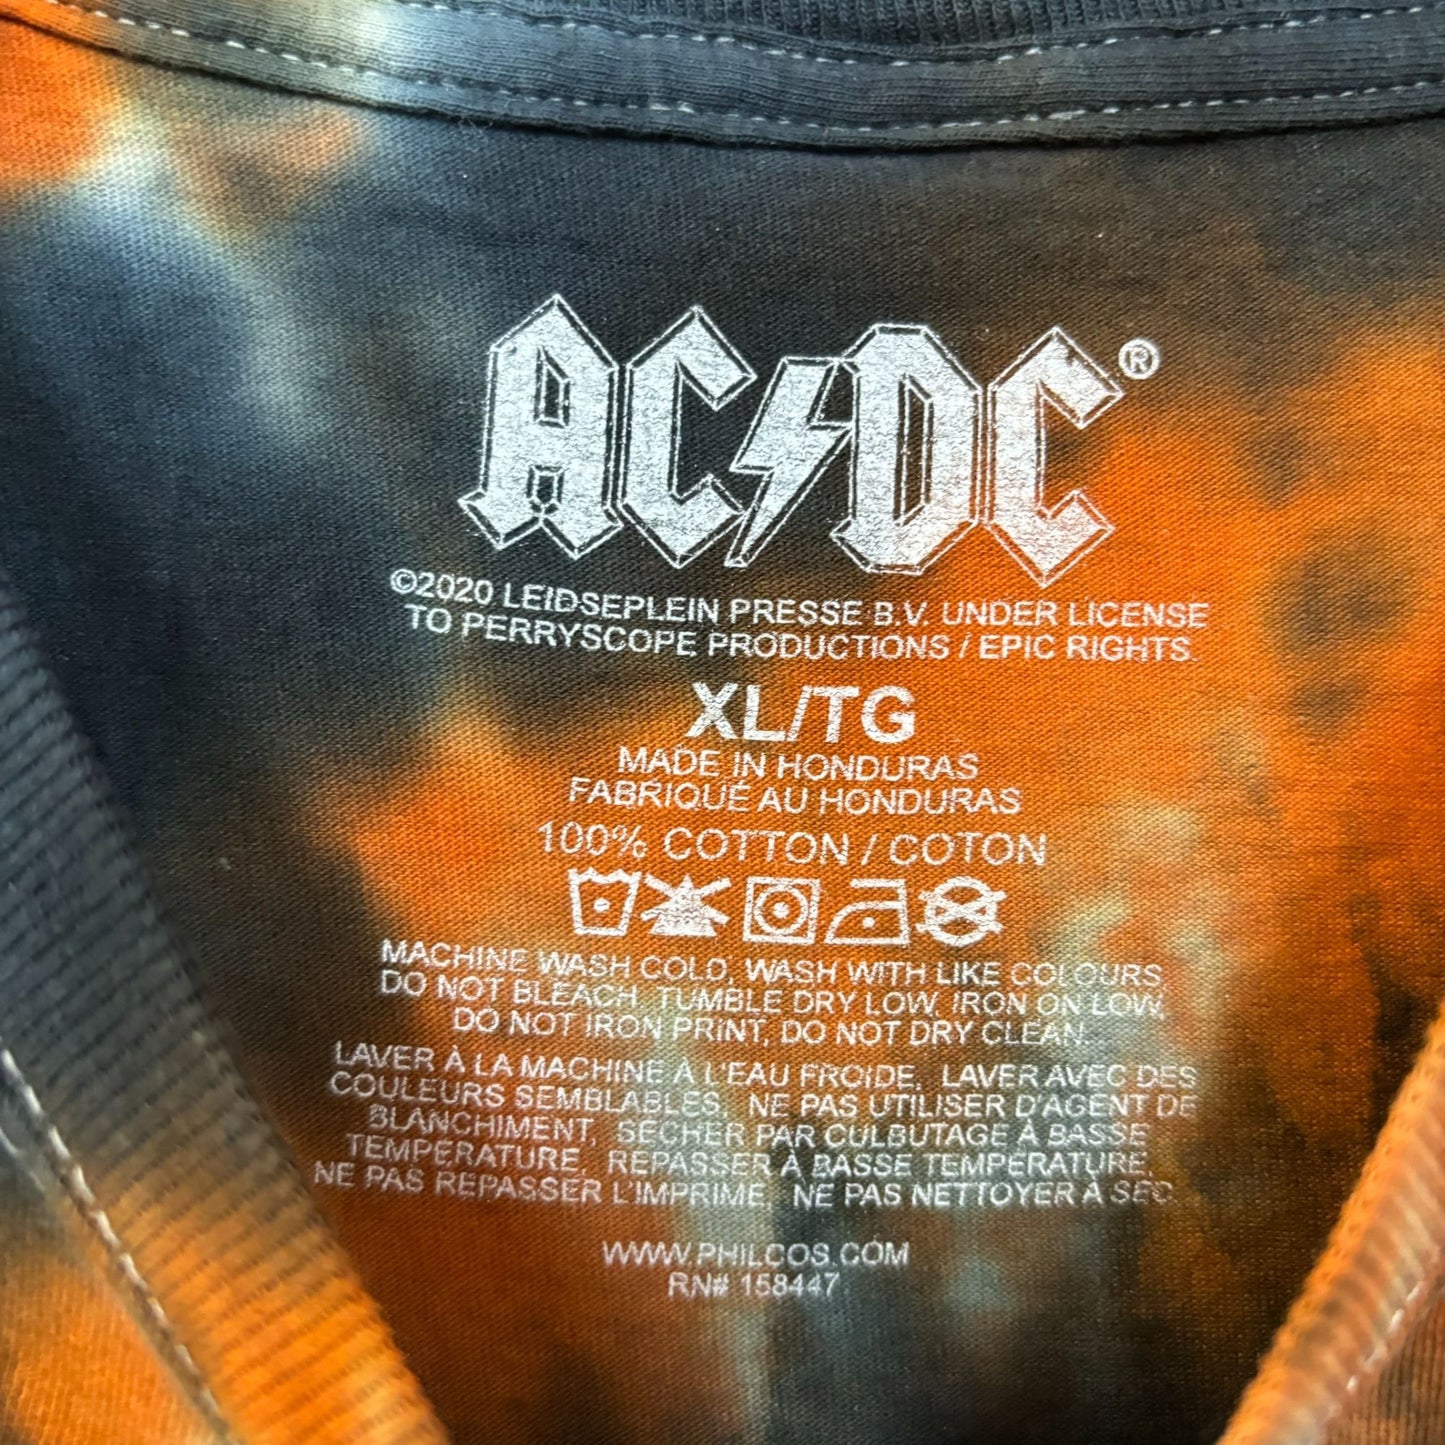 AC/DC®
©2020 LEIDSEPLEIN PRESSE B.V. UNDER LICENSE
TO PERRYSCOPE PRODUCTIONS / EPIC RIGHTS.
XL/TG
MADE IN HONDURAS
FABRIQUÉ AU HONDURAS
100% COTTON / COTON
MACHINE WASH COLD, WASH WITH LIKE COLOURS,
DO NOT BLEACH, TUMBLE DRY LOW, IRON ON LOW,
DO NOT IRON PRINT, DO NOT DRY CLEAN.
LAVER À LA MACHINE À L'EAU FROIDE, LAVER AVEC DES
COULEURS SEMBLABLES, NE PAS UTILISER D'AGENT DE
BLANCHIMENT, SÉCHER PAR CULBUTAGE À BASSE
TEMPÉRATURE, REPASSER À BASSE TEMPÉRATURE,
NE PAS REPASSER L'IMPRIMÉ, NE PAS NETTOYER À SEC.
WWW.PHILCOS.COM
RN# 158447